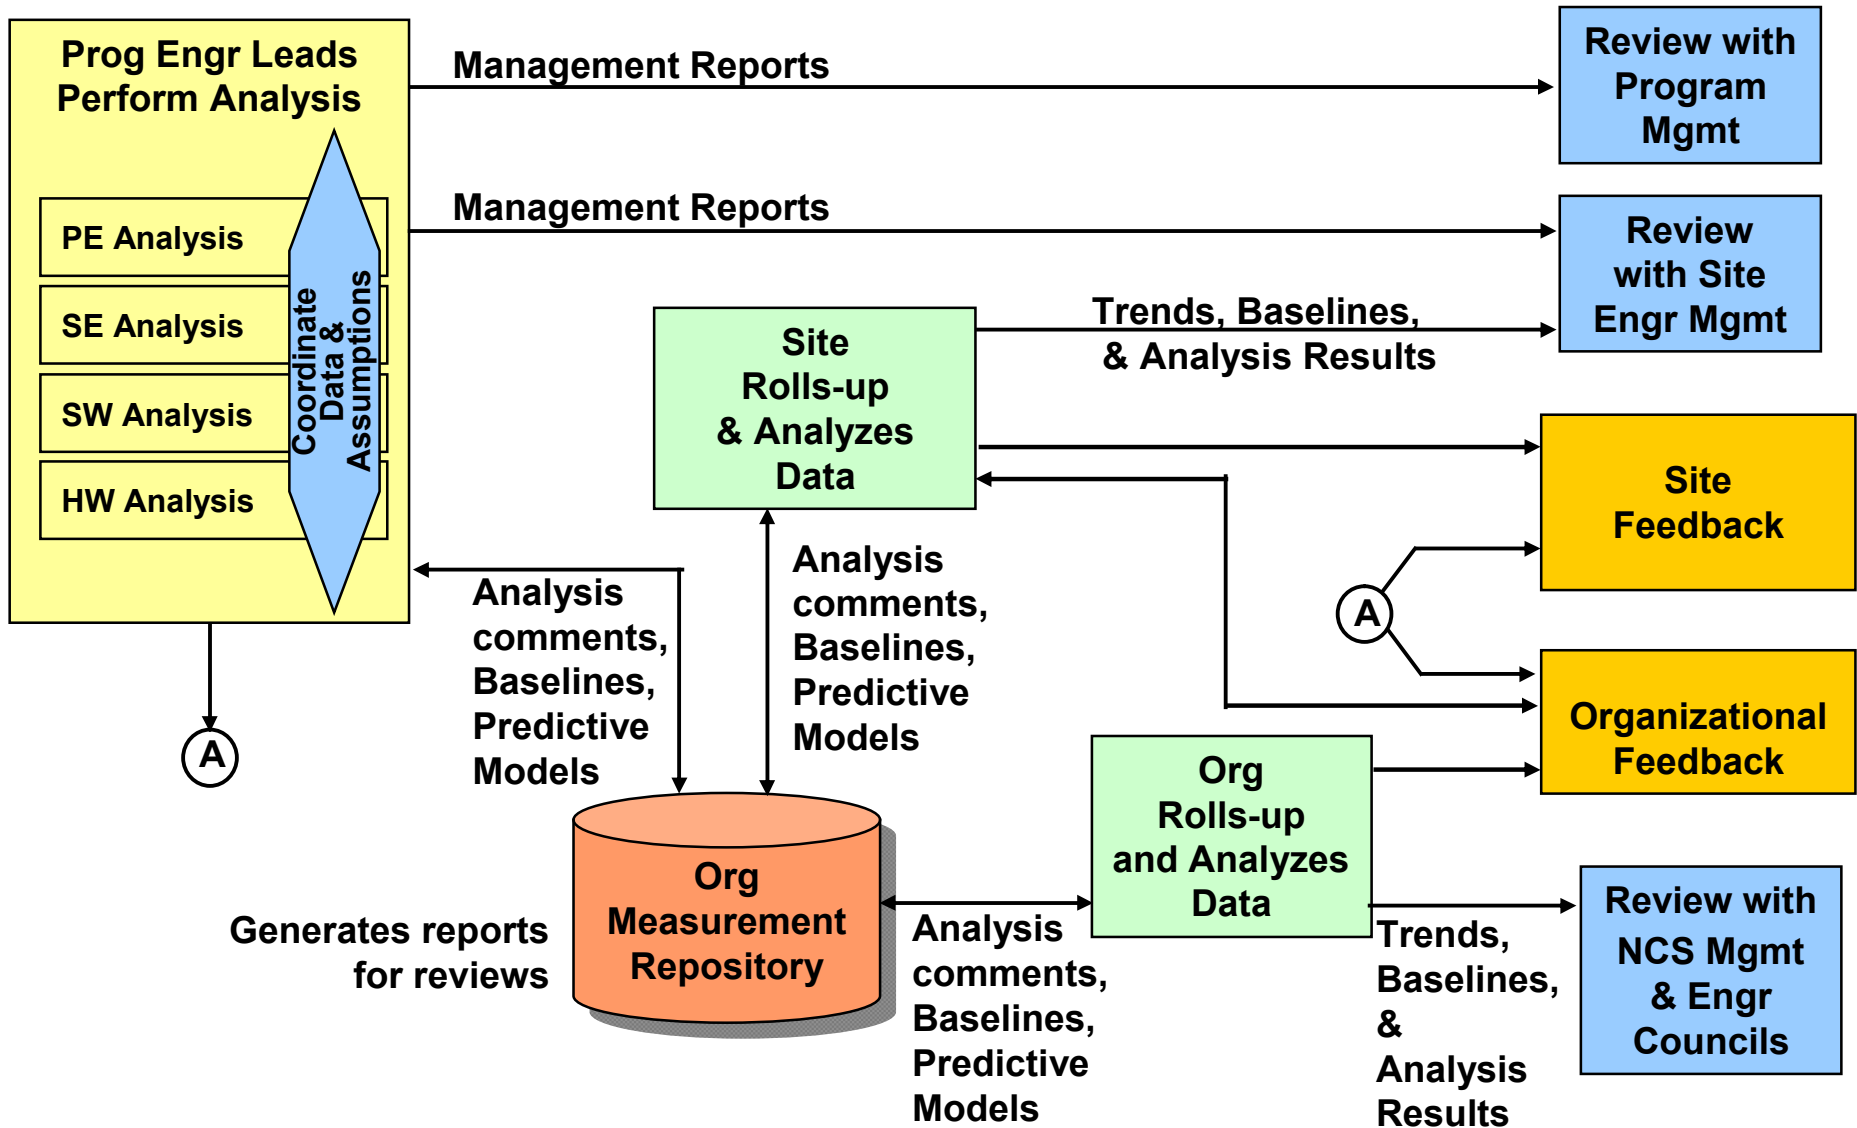 Prog Engr Leads
Perform Analysis
PE Analysis
SE Analysis
SW Analysis
HW Analysis
Coordinate
Data &
Assumptions
A
Management Reports
Review with
Program
Mgmt
Management Reports
Review
with Site
Engr Mgmt
Site
Rolls-up
& Analyzes
Data
Trends, Baselines,
& Analysis Results
Site
Feedback
A
Organizational
Feedback
Analysis
comments,
Baselines,
Predictive
Models
Analysis
comments,
Baselines,
Predictive
Models
Generates reports
for reviews
Org
Measurement
Repository
Analysis
comments,
Baselines,
Predictive
Models
Org
Rolls-up
and Analyzes
Data
Trends,
Baselines,
&
Analysis
Results
Review with
NCS Mgmt
& Engr
Councils